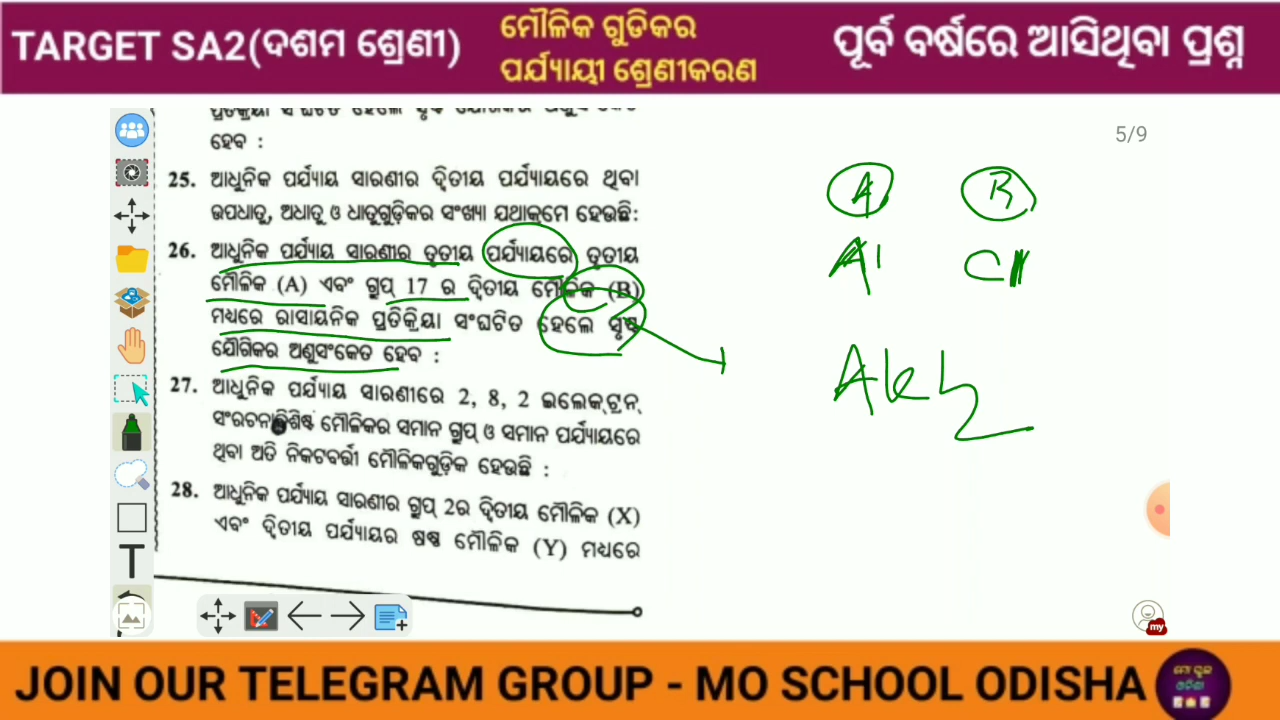 TARGET SA2(ଦଶମ ଶ୍ରେଣୀ)
ମୌଳିକ ଗୁଡିକର
ପର୍ଯ୍ୟାୟୀ ଶ୍ରେଣୀକରଣ
ପୂର୍ବ ବର୍ଷରେ ଆସିଥିବା ପ୍ରଶ୍ନ
5/9
ହେବ :
25. ଆଧୁନିକ ପର୍ଯ୍ୟାୟ ସାରଣୀର ଦ୍ଵିତୀୟ ପର୍ଯ୍ୟାୟରେ ଥିବା
ଉପଧାତୁ, ଅଧାତୁ ଓ ଧାତୁଗୁଡ଼ିକର ସଂଖ୍ୟା ଯଥାକ୍ରମେ ହେଉଛି:
26. ଆଧୁନିକ ପର୍ଯ୍ୟାୟ ସାରଣୀର ତୃତୀୟ ପର୍ଯ୍ୟାୟରେ ତୃତୀୟ
ମୌଳିକ (A) ଏବଂ ଗ୍ରୁପ୍ 17 ର ଦ୍ଵିତୀୟ ମୌଳିକ (B)
ମଧ୍ୟରେ ରାସାୟନିକ ପ୍ରତିକ୍ରିୟା ସଂଘଟିତ ହେଲେ ସୃଷ୍ଟ
ଯୌଗିକର ଅଣୁସଂକେତ ହେବ :
27. ଆଧୁନିକ ପର୍ଯ୍ୟାୟ ସାରଣୀରେ 2, 8, 2 ଇଲେକ୍ଟ୍ରନ୍
ସଂରଚନାବିଶିଷ୍ଟ ମୌଳିକର ସମାନ ଗ୍ରୁପ୍ ଓ ସମାନ ପର୍ଯ୍ୟାୟରେ
ଥିବା ଅତି ନିକଟବର୍ତ୍ତୀ ମୌଳିକଗୁଡ଼ିକ ହେଉଛି :
28. ଆଧୁନିକ ପର୍ଯ୍ୟାୟ ସାରଣୀର ଗ୍ରୁପ୍ 2ର ଦ୍ଵିତୀୟ ମୌଳିକ (X)
ଏବଂ ଦ୍ଵିତୀୟ ପର୍ଯ୍ୟାୟର ଷଷ୍ଠ ମୌଳିକ (Y) ମଧ୍ୟରେ
A B
Al Cl
T
my
JOIN OUR TELEGRAM GROUP - MO SCHOOL ODISHA
ମୋ ସ୍କୁଲ
ଓଡ଼ିଶା